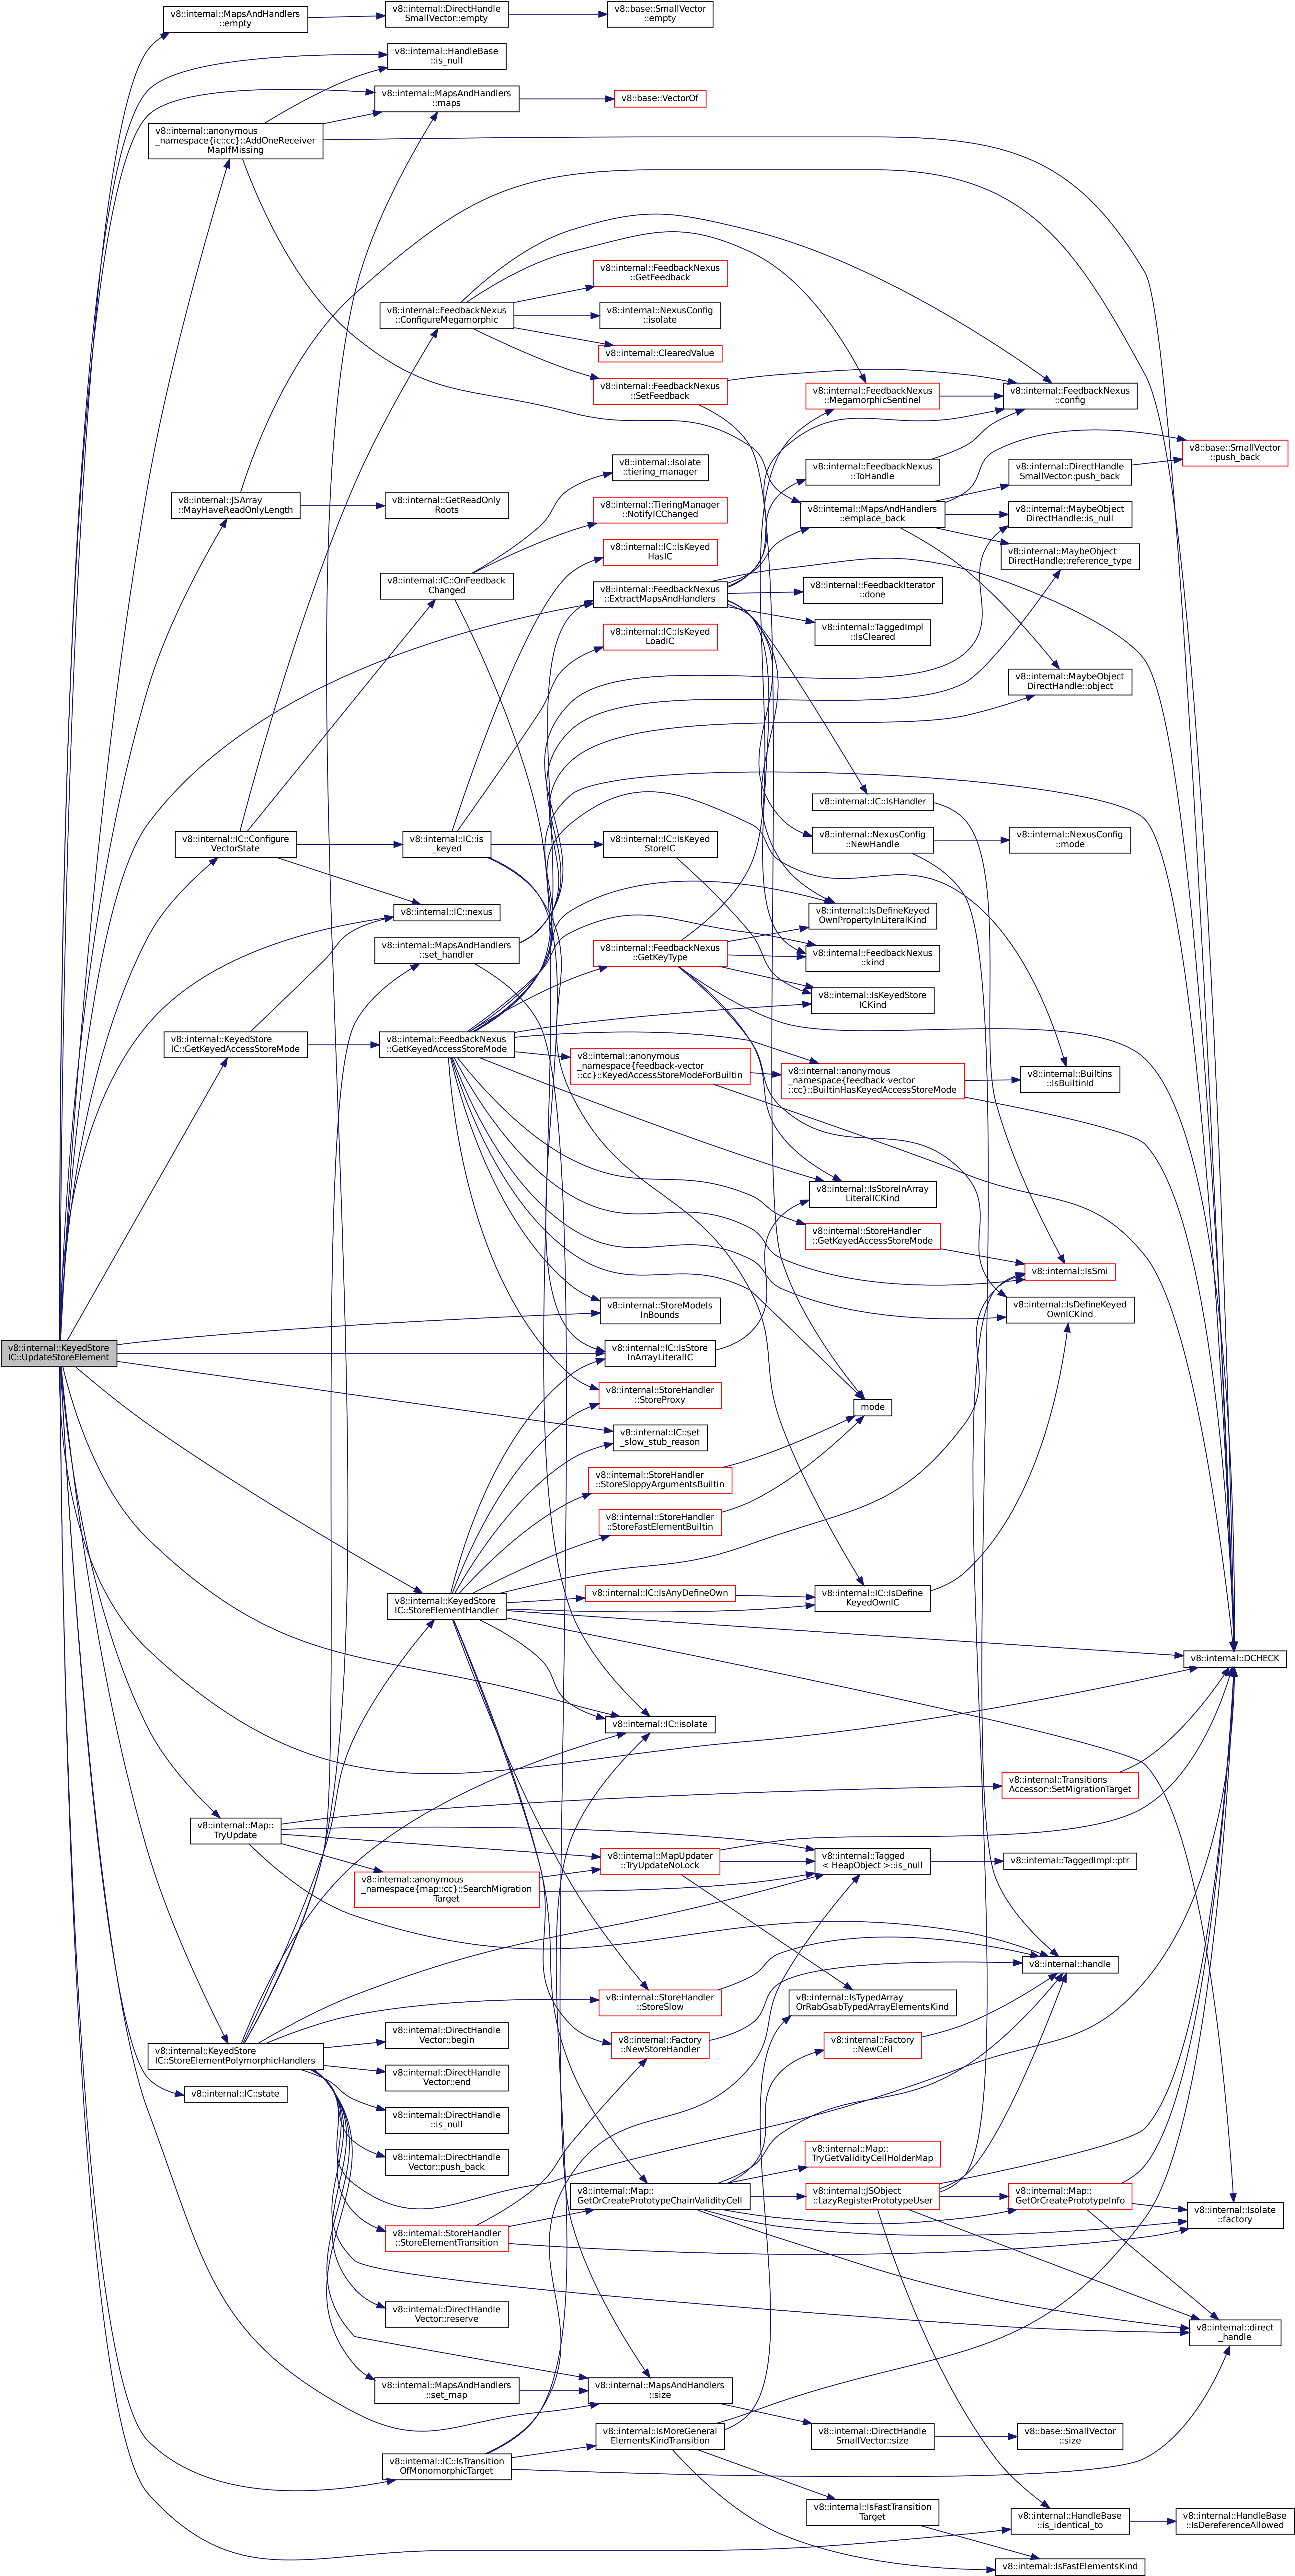 v8::internal::MapsAndHandlers
::empty
v8::internal::DirectHandle
SmallVector::empty
v8::base::SmallVector
::empty
v8::internal::HandleBase
::is_null
v8::internal::MapsAndHandlers
::maps
v8::base::VectorOf
v8::internal::anonymous
_namespace{ic::cc}::AddOneReceiver
MapIfMissing
v8::internal::FeedbackNexus
::GetFeedback
v8::internal::FeedbackNexus
::ConfigureMegamorphic
v8::internal::NexusConfig
::isolate
v8::internal::ClearedValue
v8::internal::FeedbackNexus
::SetFeedback
v8::internal::FeedbackNexus
::MegamorphicSentinel
v8::internal::FeedbackNexus
::config
v8::base::SmallVector
::push_back
v8::internal::Isolate
::tiering_manager
v8::internal::FeedbackNexus
::ToHandle
v8::internal::DirectHandle
SmallVector::push_back
v8::internal::JSArray
::MayHaveReadOnlyLength
v8::internal::GetReadOnly
Roots
v8::internal::TieringManager
::NotifyICChanged
v8::internal::MapsAndHandlers
::emplace_back
v8::internal::MaybeObject
DirectHandle::is_null
v8::internal::IC::IsKeyed
HasIC
v8::internal::MaybeObject
DirectHandle::reference_type
v8::internal::IC::OnFeedback
Changed
v8::internal::FeedbackNexus
::ExtractMapsAndHandlers
v8::internal::FeedbackIterator
::done
v8::internal::TaggedImpl
::IsCleared
v8::internal::IC::IsKeyed
LoadIC
v8::internal::MaybeObject
DirectHandle::object
v8::internal::IC::IsHandler
v8::internal::IC::Configure
VectorState
v8::internal::IC::is
_keyed
v8::internal::IC::IsKeyed
StoreIC
v8::internal::NexusConfig
::NewHandle
v8::internal::NexusConfig
::mode
v8::internal::IC::nexus
v8::internal::IsDefineKeyed
OwnPropertyInLiteralKind
v8::internal::MapsAndHandlers
::set_handler
v8::internal::FeedbackNexus
::GetKeyType
v8::internal::FeedbackNexus
::kind
v8::internal::IsKeyedStore
ICKind
v8::internal::KeyedStore
IC::GetKeyedAccessStoreMode
v8::internal::FeedbackNexus
::GetKeyedAccessStoreMode
v8::internal::anonymous
_namespace{feedback-vector
::cc}::KeyedAccessStoreModeForBuiltin
v8::internal::anonymous
_namespace{feedback-vector
::cc}::BuiltinHasKeyedAccessStoreMode
v8::internal::Builtins
::IsBuiltinId
v8::internal::IsStoreInArray
LiteralICKind
v8::internal::StoreHandler
::GetKeyedAccessStoreMode
v8::internal::IsSmi
v8::internal::StoreModeIs
InBounds
v8::internal::IsDefineKeyed
OwnICKind
v8::internal::KeyedStore
IC::UpdateStoreElement
v8::internal::IC::IsStore
InArrayLiteralIC
v8::internal::StoreHandler
::StoreProxy
mode
v8::internal::IC::set
_slow_stub_reason
v8::internal::StoreHandler
::StoreSloppyArgumentsBuiltin
v8::internal::StoreHandler
::StoreFastElementBuiltin
v8::internal::KeyedStore
IC::StoreElementHandler
v8::internal::IC::IsAnyDefineOwn
v8::internal::IC::IsDefine
KeyedOwnIC
v8::internal::DCHECK
v8::internal::IC::isolate
v8::internal::Transitions
Accessor::SetMigrationTarget
v8::internal::Map::
TryUpdate
v8::internal::MapUpdater
::TryUpdateNoLock
v8::internal::Tagged
< HeapObject >::is_null
v8::internal::TaggedImpl::ptr
v8::internal::anonymous
_namespace{map::cc}::SearchMigration
Target
v8::internal::handle
v8::internal::StoreHandler
::StoreSlow
v8::internal::IsTypedArray
OrRabGsabTypedArrayElementsKind
v8::internal::KeyedStore
IC::StoreElementPolymorphicHandlers
v8::internal::DirectHandle
Vector::begin
v8::internal::Factory
::NewStoreHandler
v8::internal::Factory
::NewCell
v8::internal::DirectHandle
Vector::end
v8::internal::IC::state
v8::internal::DirectHandle
::is_null
v8::internal::DirectHandle
Vector::push_back
v8::internal::Map::
TryGetValidityCellHolderMap
v8::internal::Map::
GetOrCreatePrototypeChainValidityCell
v8::internal::JSObject
::LazyRegisterPrototypeUser
v8::internal::Map::
GetOrCreatePrototypeInfo
v8::internal::Isolate
::factory
v8::internal::StoreHandler
::StoreElementTransition
v8::internal::DirectHandle
Vector::reserve
v8::internal::direct
_handle
v8::internal::MapsAndHandlers
::set_map
v8::internal::MapsAndHandlers
::size
v8::internal::DirectHandle
SmallVector::size
v8::base::SmallVector
::size
v8::internal::IsMoreGeneral
ElementsKindTransition
v8::internal::IC::IsTransition
OfMonomorphicTarget
v8::internal::IsFastTransition
Target
v8::internal::HandleBase
::is_identical_to
v8::internal::HandleBase
::IsDereferenceAllowed
v8::internal::IsFastElementsKind